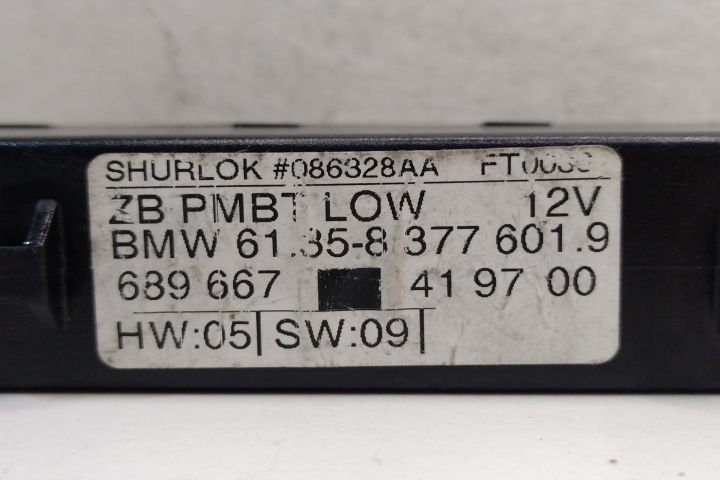 SHURLOK #086328AA
ZB PMBT LOW 12V
BMW 61.35-8 377 601.9
689 667 41 97 00
HW:05 SW:09